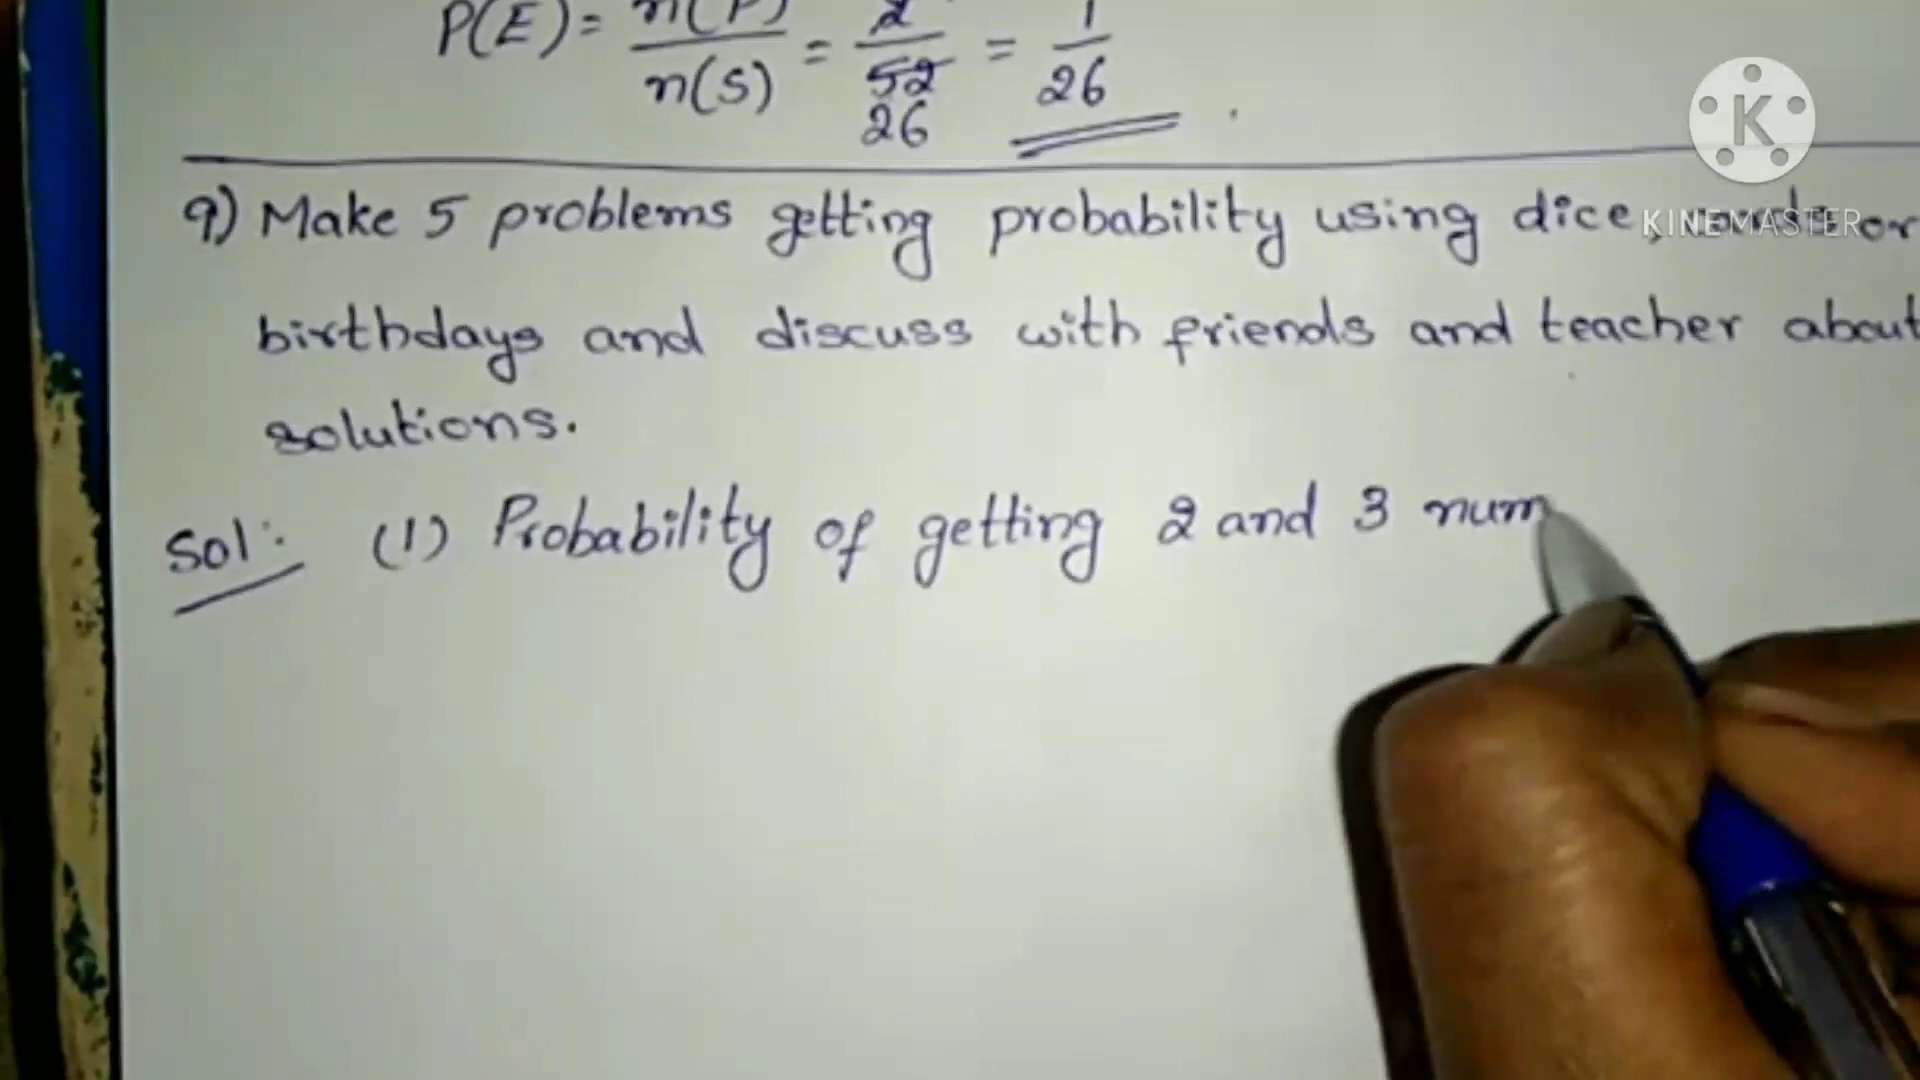 P(E) = n(F) / n(S) = 2 / 52 = 1 / 26
26
K
KINEMASTER
9) Make 5 problems getting probability using dice, or
birthdays and discuss with friends and teacher about
solutions.
Sol: (1) Probability of getting 2 and 3 num